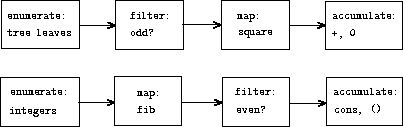 enumerate:
tree leaves
filter:
odd?
map:
square
accumulate:
+, 0
enumerate:
integers
map:
fib
filter:
even?
accumulate:
cons, ()